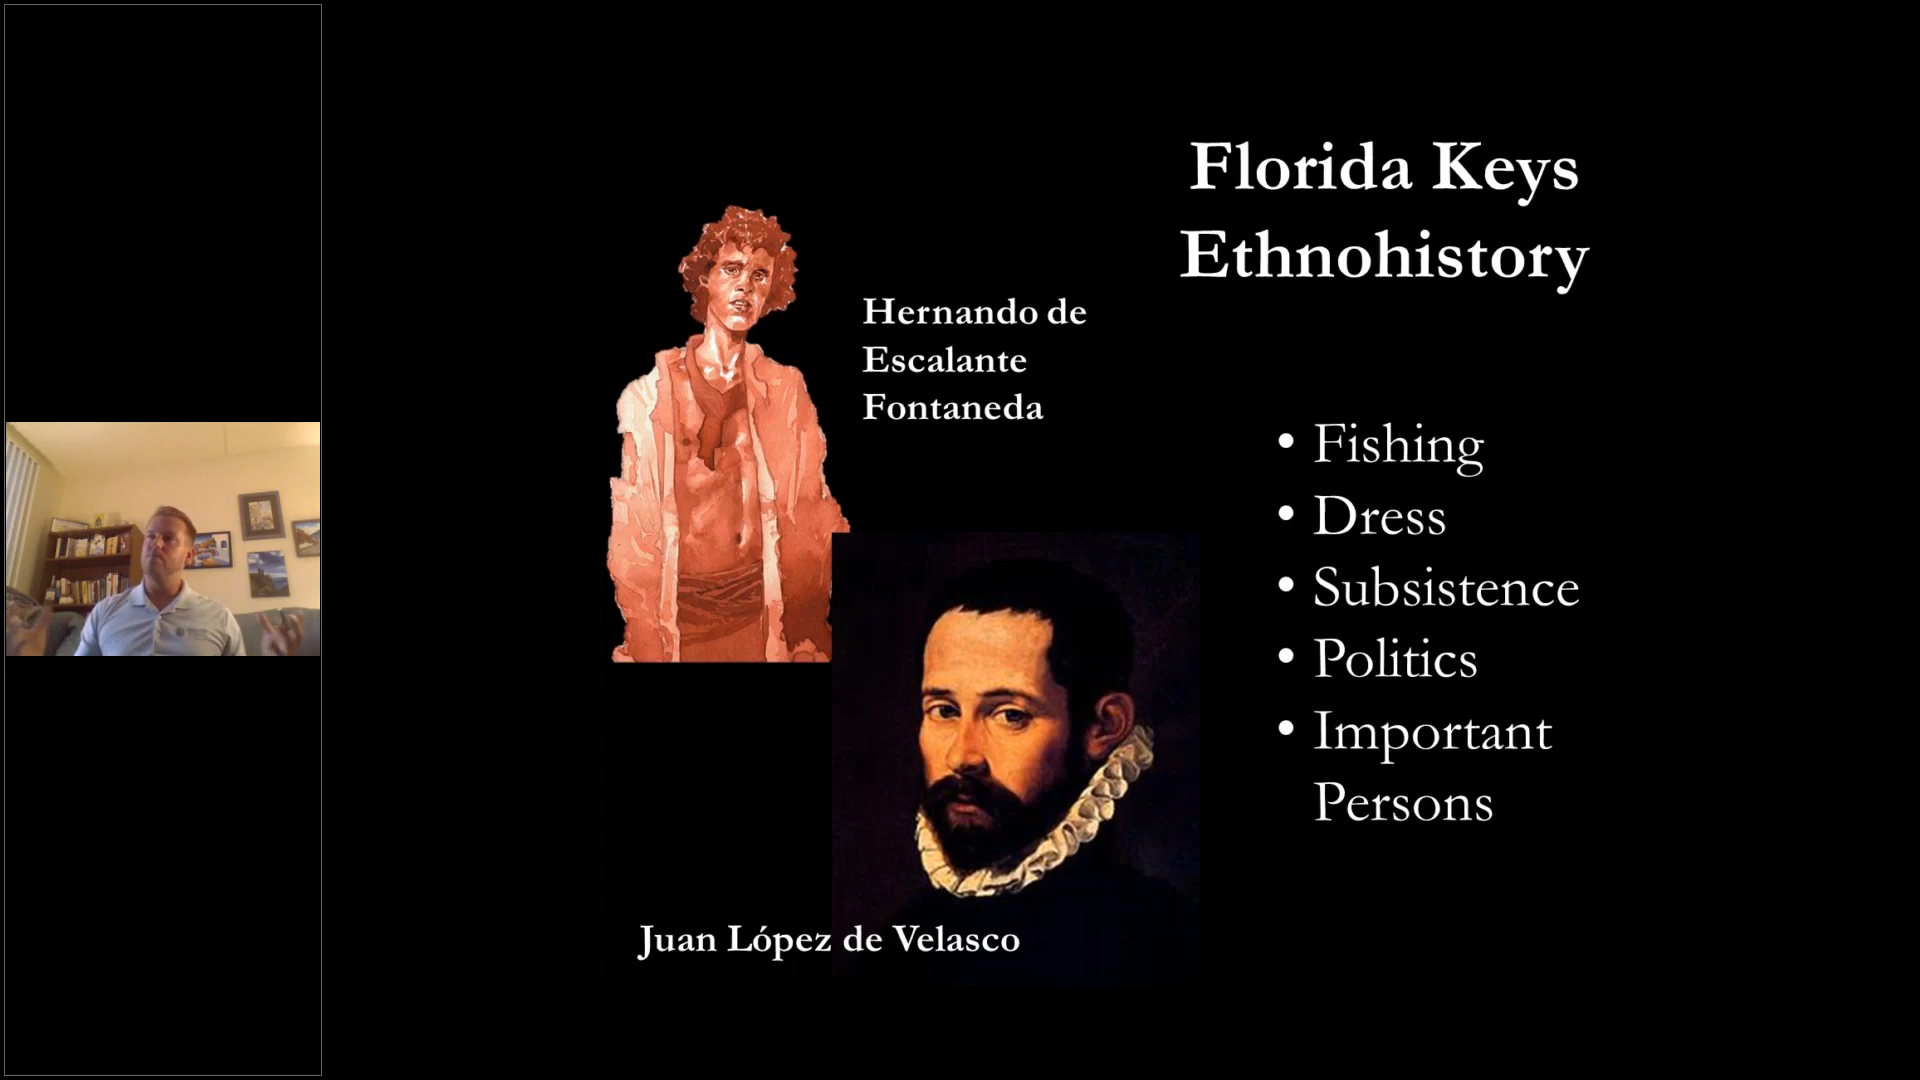 Florida Keys
Ethnohistory
Hernando de
Escalante
Fontaneda
• Fishing
• Dress
• Subsistence
• Politics
• Important
Persons
Juan López de Velasco